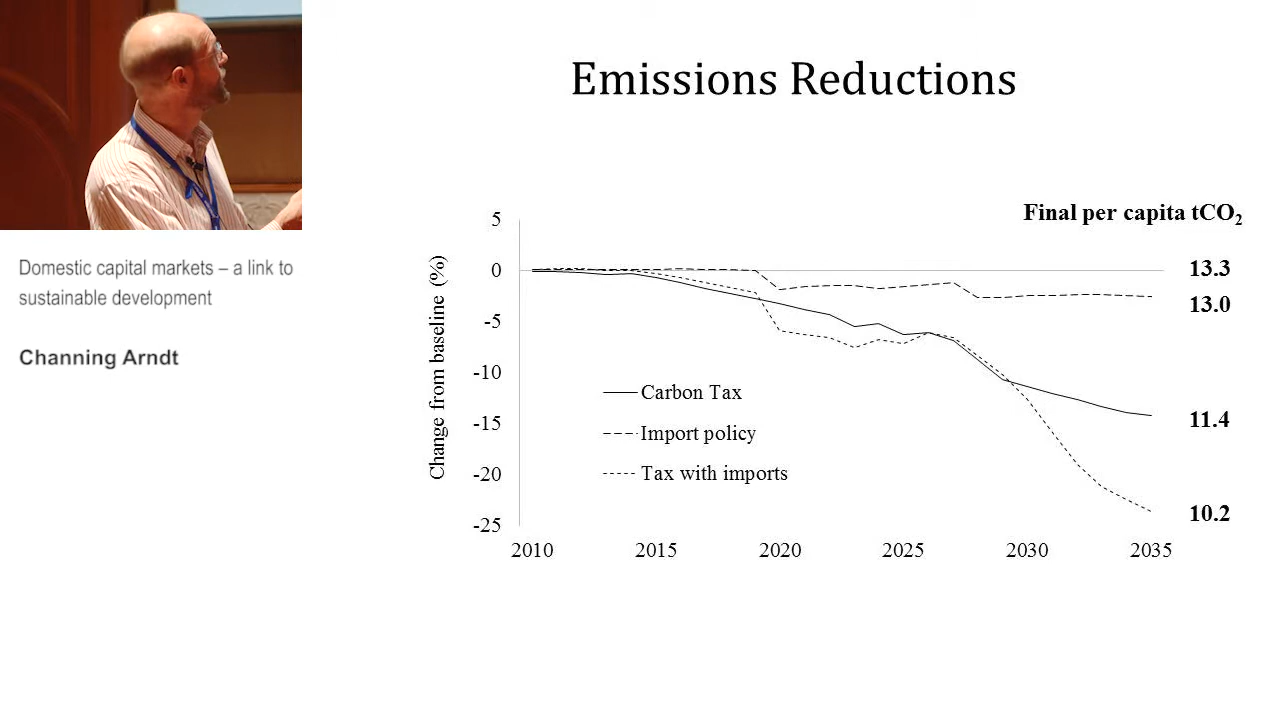 Emissions Reductions
Domestic capital markets – a link to
sustainable development
Channing Arndt
Final per capita tCO₂
Change from baseline (%)
5
0
-5
-10
-15
-20
-25
Carbon Tax
Import policy
Tax with imports
2010 2015 2020 2025 2030 2035
13.3
13.0
11.4
10.2